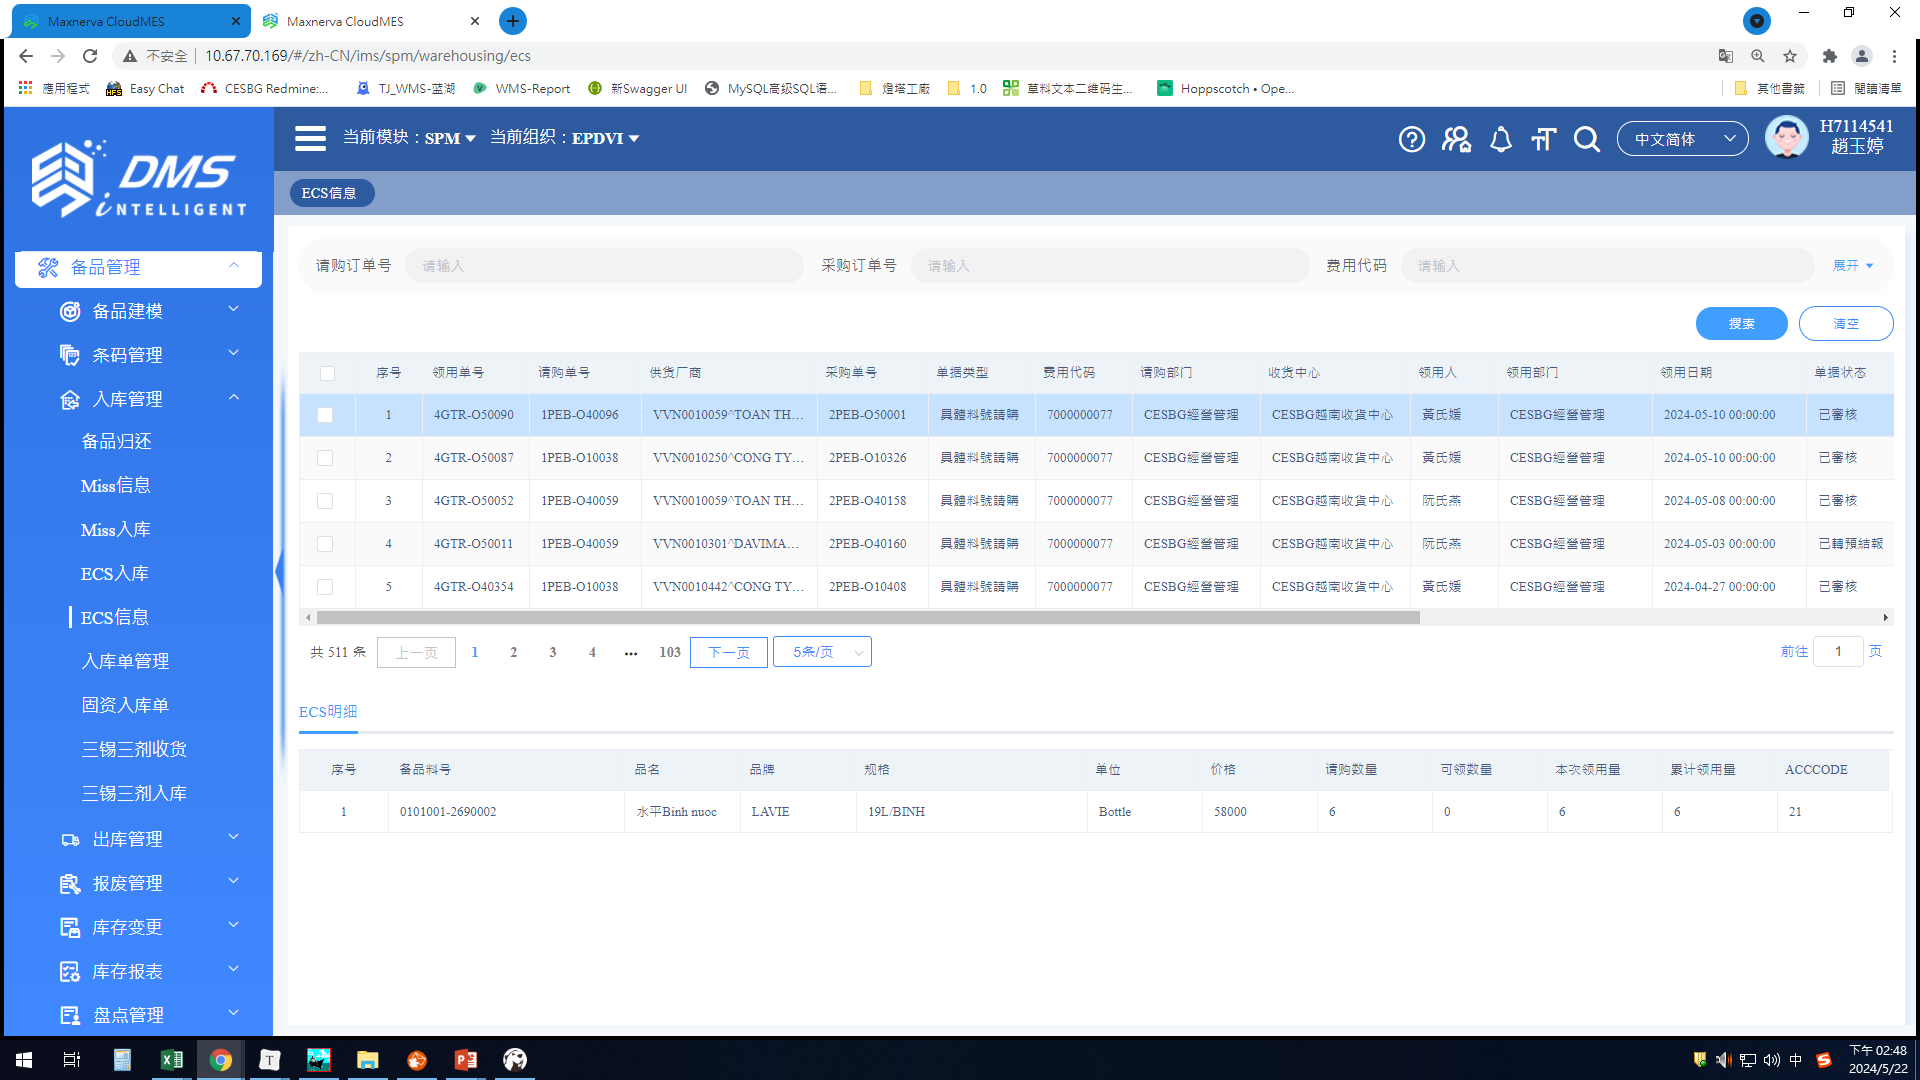 Maxnerva CloudMES
Maxnerva CloudMES
不安全 10.67.70.169/#/zh-CN/ims/spm/warehousing/ecs
應用程式 Easy Chat CESBG Redmine:... TJ_WMS-蓝湖 WMS-Report 新Swagger UI MySQL高级SQL语... 燈塔工廠 1.0 草料文本二维码生... Hoppscotch • Ope... 其他書籤 閱讀清單
DMS
iNTELLIGENT
当前模块：SPM 当前组织：EPDVI
中文简体
H7114541
趙玉婷
ECS信息
备品管理
备品建模
条码管理
入库管理
备品归还
Miss信息
Miss入库
ECS入库
ECS信息
入库单管理
固资入库单
三锡三剂收货
三锡三剂入库
出库管理
报废管理
库存变更
库存报表
盘点管理
请购订单号 请输入 采购订单号 请输入 费用代码 请输入 展开
搜索 清空
序号 领用单号 请购单号 供货厂商 采购单号 单据类型 费用代码 请购部门 收货中心 领用人 领用部门 领用日期 单据状态
1 4GTR-O50090 1PEB-O40096 VVN0010059^TOAN TH... 2PEB-O50001 具體料號請購 7000000077 CESBG經營管理 CESBG越南收貨中心 黃氏媛 CESBG經營管理 2024-05-10 00:00:00 已審核
2 4GTR-O50087 1PEB-O10038 VVN0010250^CONG TY... 2PEB-O10326 具體料號請購 7000000077 CESBG經營管理 CESBG越南收貨中心 黃氏媛 CESBG經營管理 2024-05-10 00:00:00 已審核
3 4GTR-O50052 1PEB-O40059 VVN0010059^TOAN TH... 2PEB-O40158 具體料號請購 7000000077 CESBG經營管理 CESBG越南收貨中心 阮氏燕 CESBG經營管理 2024-05-08 00:00:00 已審核
4 4GTR-O50011 1PEB-O40059 VVN0010301^DAVIMA... 2PEB-O40160 具體料號請購 7000000077 CESBG經營管理 CESBG越南收貨中心 阮氏燕 CESBG經營管理 2024-05-03 00:00:00 已轉預結報
5 4GTR-O40354 1PEB-O10038 VVN0010442^CONG TY... 2PEB-O10408 具體料號請購 7000000077 CESBG經營管理 CESBG越南收貨中心 黃氏媛 CESBG經營管理 2024-04-27 00:00:00 已審核
共 511 条 上一页 1 2 3 4 ... 103 下一页 5条/页 前往 1 页
ECS明细
序号 备品料号 品名 品牌 规格 单位 价格 请购数量 可领数量 本次领用量 累计领用量 ACCCODE
1 0101001-2690002 水平Binh nuoc LAVIE 19L/BINH Bottle 58000 6 0 6 6 21
中
下午 02:48
2024/5/22